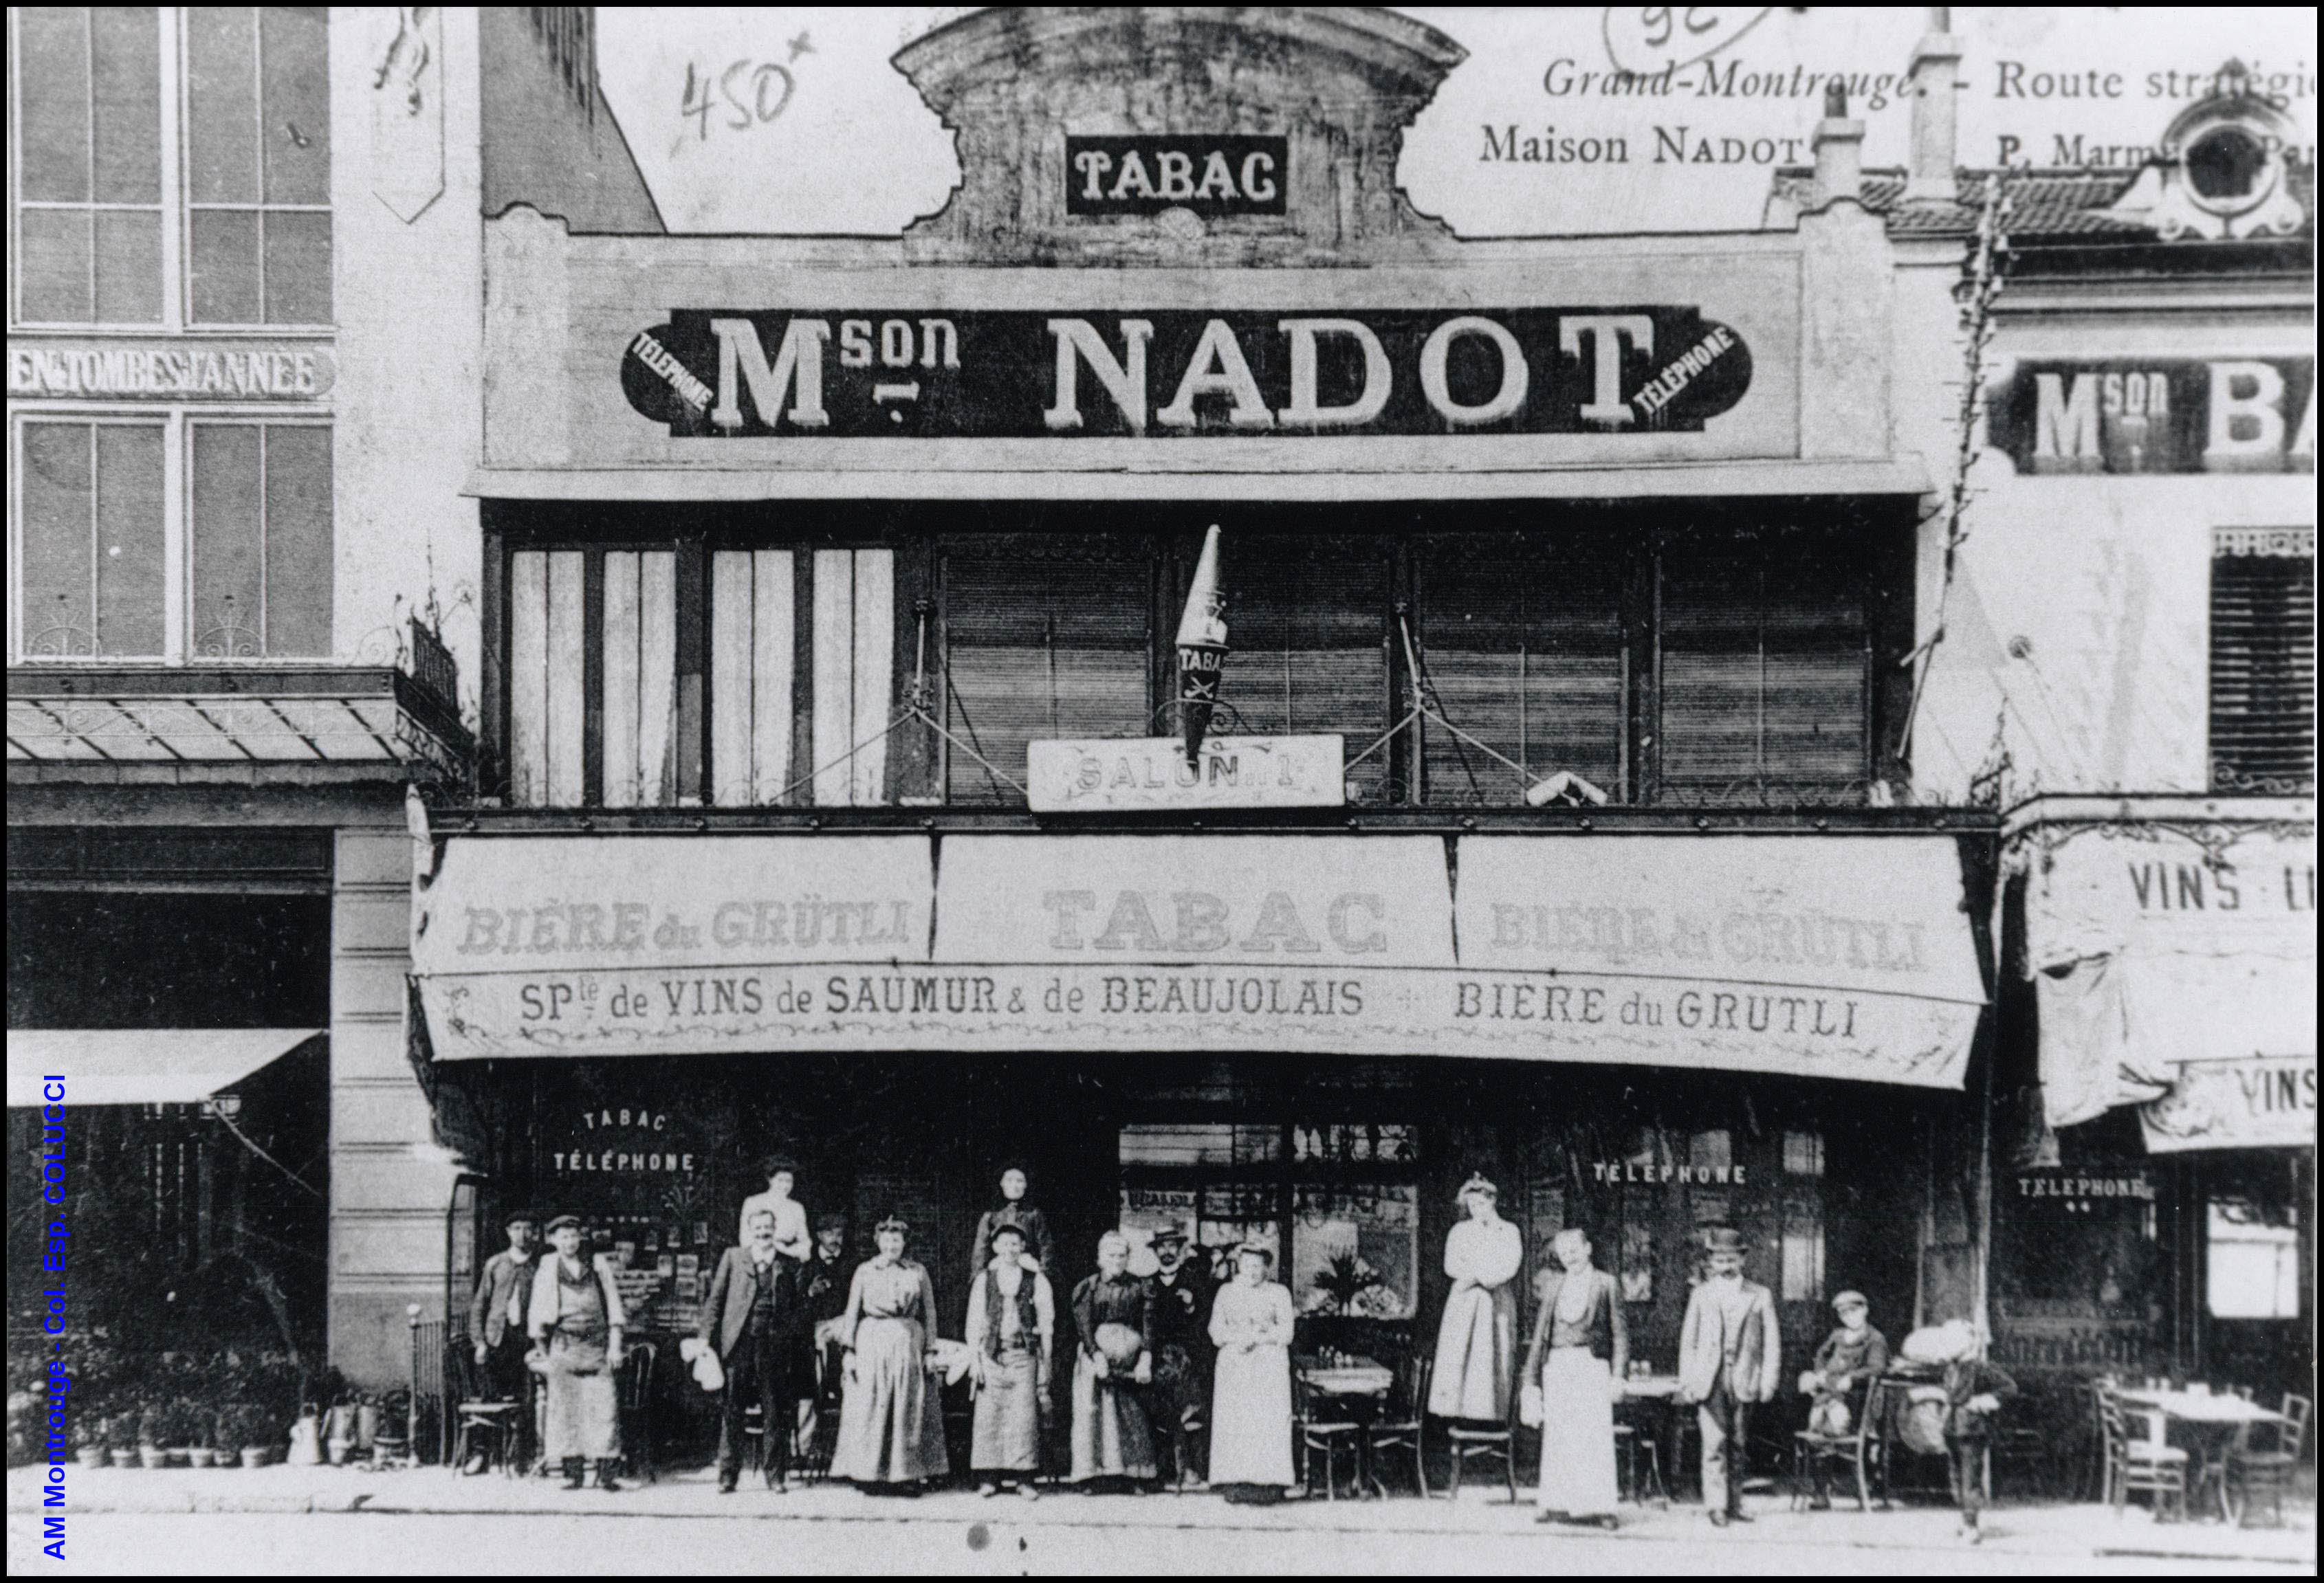 450
Grand-Montrouge. - Route
Maison NADOT
P.
TABAC
TÉLÉPHONE
Mson NADOT
TÉLÉPHONE
EN TOMBES J ANNÉE
Mson
TABA
SALON
BIÈRE du GRÜTLI
TABAC
BIÈRE du GRÜTLI
SPté de VINS de SAUMUR & de BEAUJOLAIS BIÈRE du GRUTLI
VINS
VINS
TABAC
TÉLÉPHONE
TÉLÉPHONE
TÉLÉPHONE
AM Montrouge - Col. Esp. COLUCCI